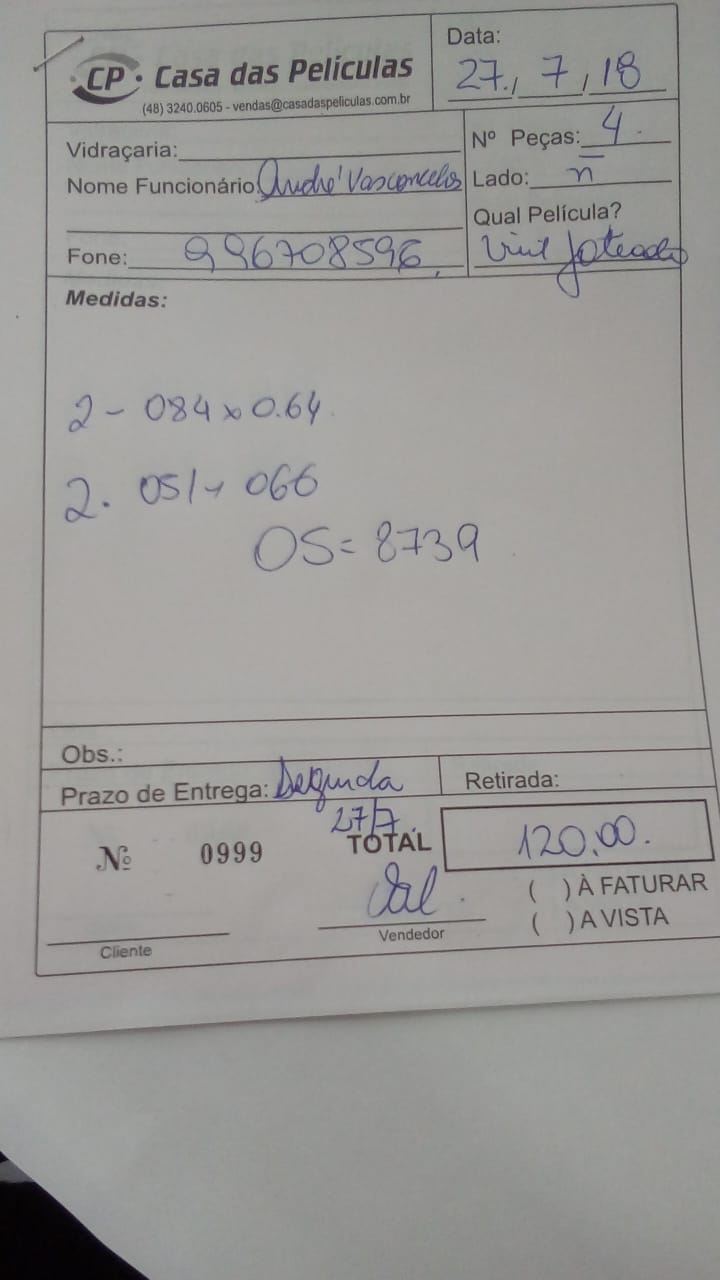 CP · Casa das Películas
(48) 3240.0605 - vendas@casadaspeliculas.com.br
Data:
27, 7, 18
Vidraçaria:
Nome Funcionário: André Vasconcelos
Fone: 996708596
Nº Peças: 4
Lado: n
Qual Película?
Vinil Jateado
Medidas:
2 - 084 x 0.64
2. 051 x 066
OS = 8739
Obs.:
Prazo de Entrega: Segunda
27/7
Retirada:
Nº 0999
TOTAL 120,00
( ) À FATURAR
( ) A VISTA
Cliente
Vendedor